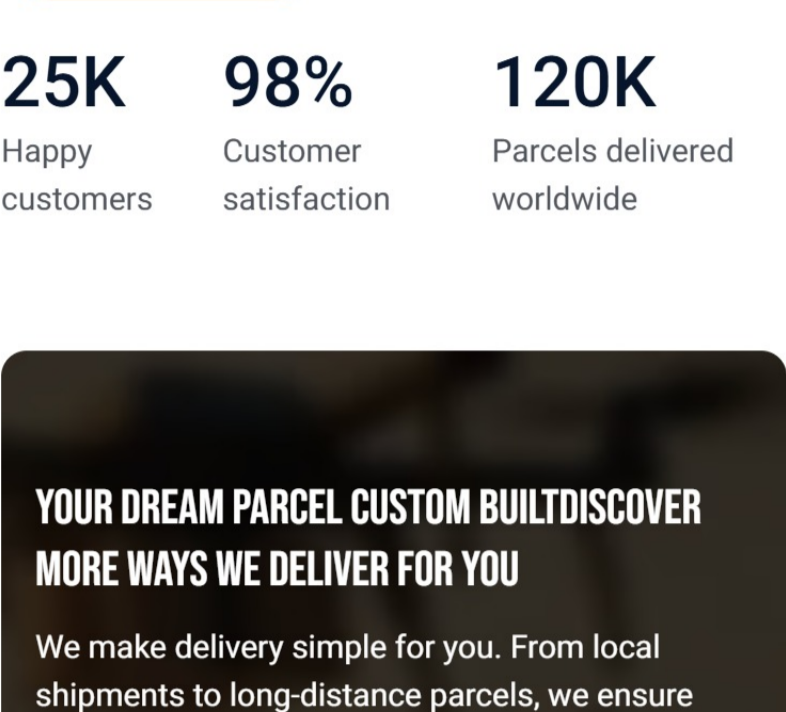 25K 98% 120K
Happy Customer Parcels delivered
customers satisfaction worldwide
YOUR DREAM PARCEL CUSTOM BUILTDISCOVER
MORE WAYS WE DELIVER FOR YOU
We make delivery simple for you. From local
shipments to long-distance parcels, we ensure